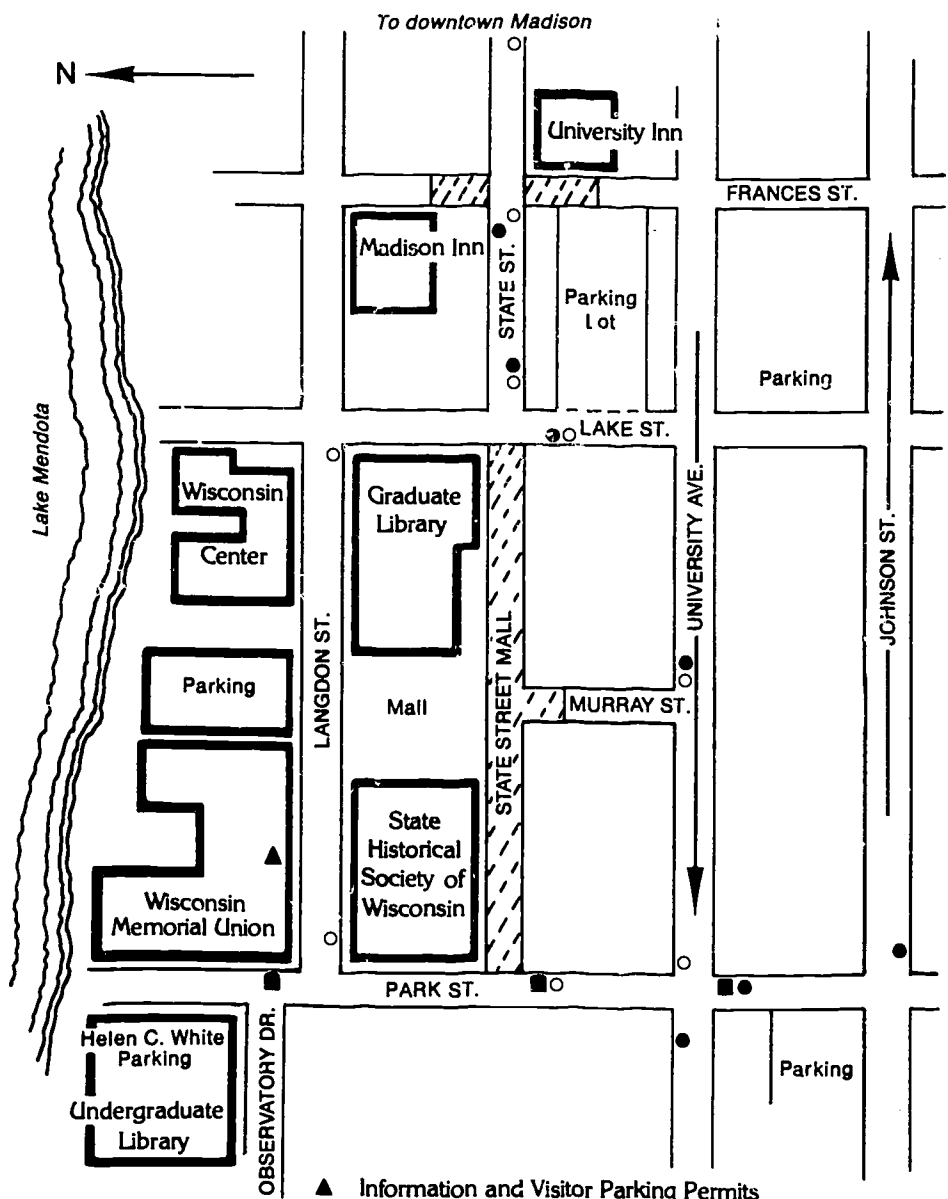 To downtown Madison
N
University Inn
FRANCES ST.
Madison Inn
STATE ST.
Parking
Lot
Parking
Lake Mendota
LAKE ST.
Wisconsin
Center
Graduate
Library
UNIVERSITY AVE.
JOHNSON ST.
LANGDON ST.
STATE STREET MALL
Parking
Mall
MURRAY ST.
State
Historical
Society of
Wisconsin
Wisconsin
Memorial Union
PARK ST.
Helen C. White
Parking
Undergraduate
Library
OBSERVATORY DR.
Parking
▲ Information and Visitor Parking Permits